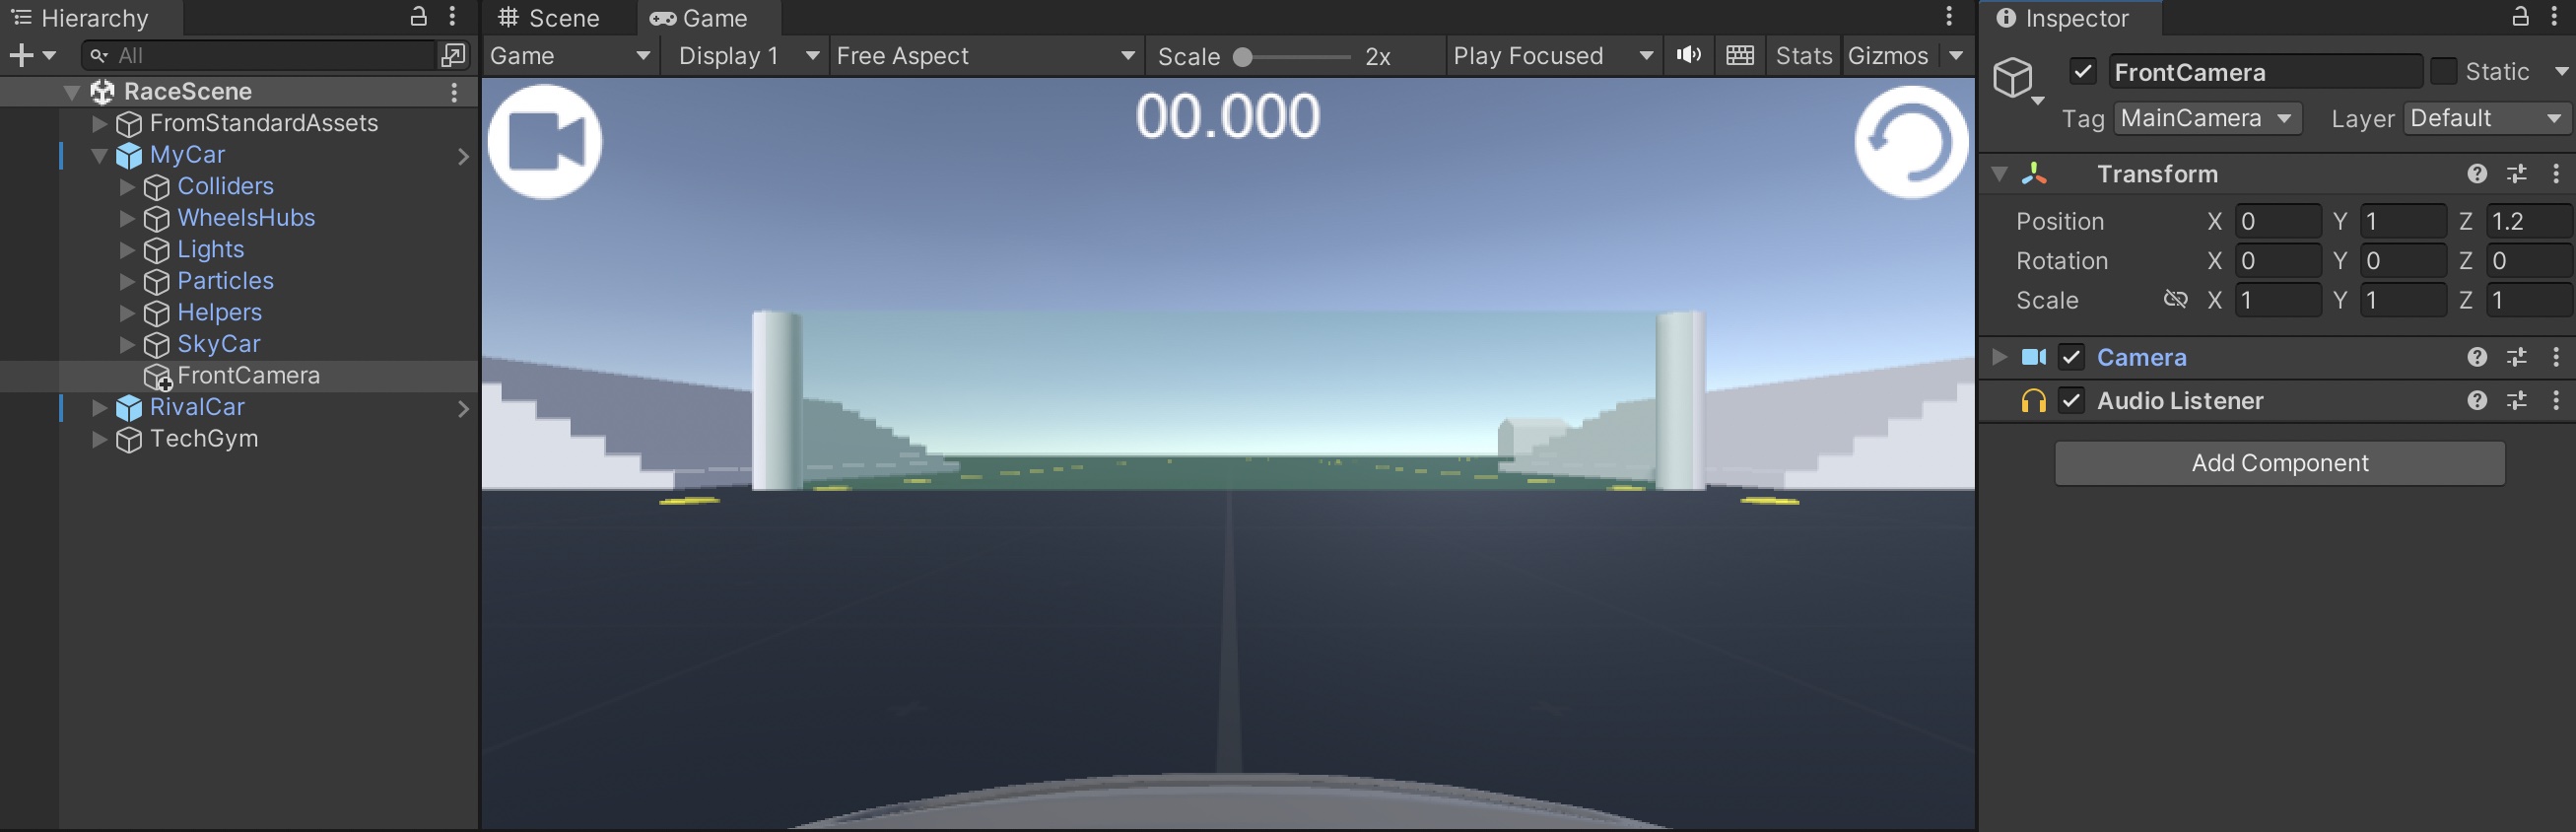 Hierarchy
All
RaceScene
FromStandardAssets
MyCar
Colliders
WheelsHubs
Lights
Particles
Helpers
SkyCar
FrontCamera
RivalCar
TechGym
Scene Game
Game Display 1 Free Aspect Scale 2x Play Focused Stats Gizmos
00.000
Inspector
FrontCamera Static
Tag MainCamera Layer Default
Transform
Position X 0 Y 1 Z 1.2
Rotation X 0 Y 0 Z 0
Scale X 1 Y 1 Z 1
Camera
Audio Listener
Add Component